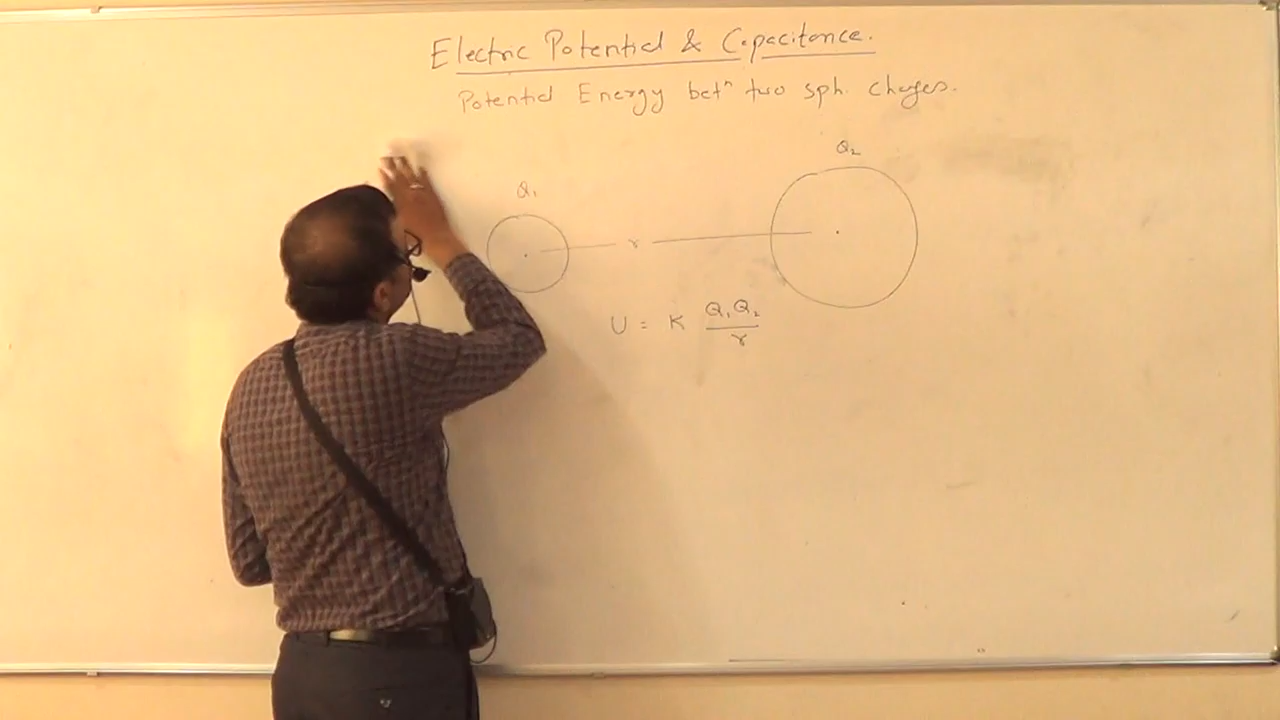 Electric Potential & Capacitance.
Potential Energy betⁿ two sph. charges.
Q₂
Q₁
r
U = K Q₁Q₂/r